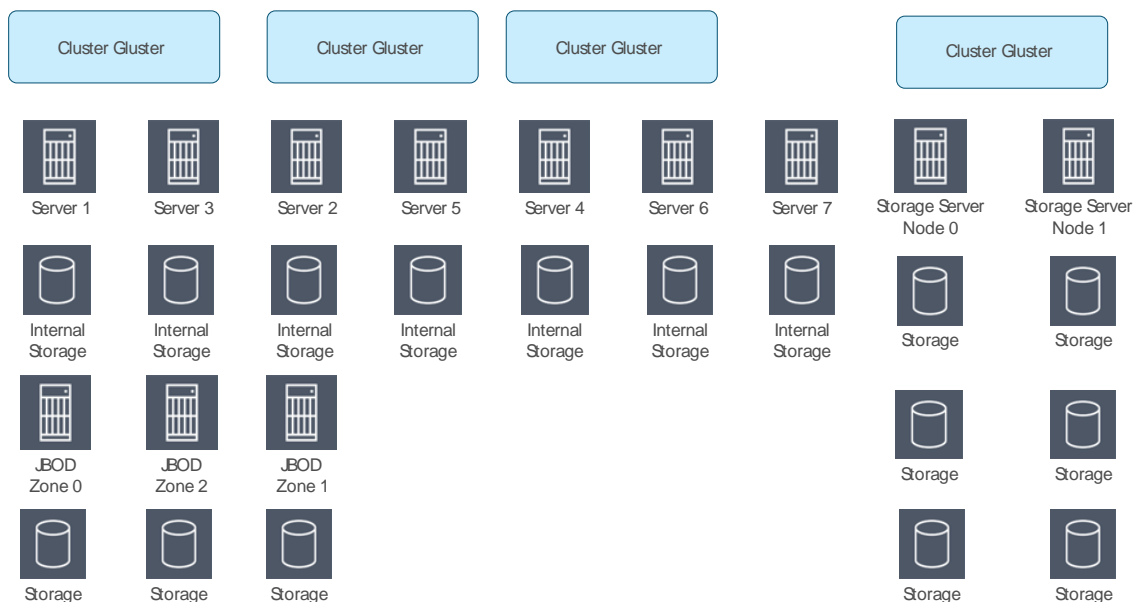 Cluster Gluster
Cluster Gluster
Cluster Gluster
Cluster Gluster
Server 1
Server 3
Server 2
Server 5
Server 4
Server 6
Server 7
Storage Server
Node 0
Storage Server
Node 1
Internal
Storage
Internal
Storage
Internal
Storage
Internal
Storage
Internal
Storage
Internal
Storage
Internal
Storage
Storage
Storage
JBOD
Zone 0
JBOD
Zone 2
JBOD
Zone 1
Storage
Storage
Storage
Storage
Storage
Storage
Storage